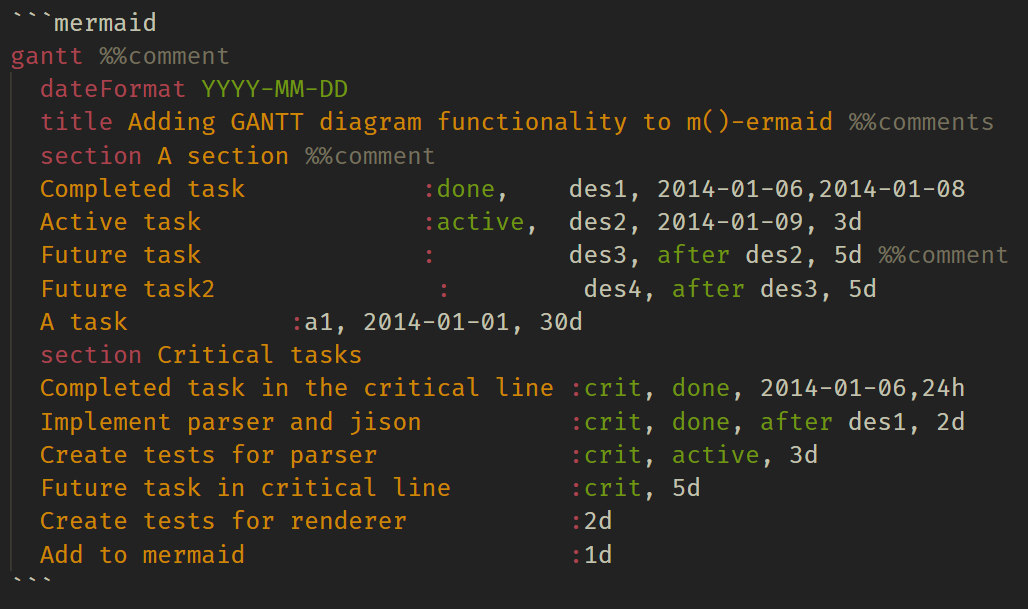 ```mermaid
gantt %%comment
  dateFormat YYYY-MM-DD
  title Adding GANTT diagram functionality to m()-ermaid %%comments
  section A section %%comment
  Completed task            :done,    des1, 2014-01-06,2014-01-08
  Active task               :active,  des2, 2014-01-09, 3d
  Future task               :         des3, after des2, 5d %%comment
  Future task2               :         des4, after des3, 5d
  A task           :a1, 2014-01-01, 30d
  section Critical tasks
  Completed task in the critical line :crit, done, 2014-01-06,24h
  Implement parser and jison          :crit, done, after des1, 2d
  Create tests for parser             :crit, active, 3d
  Future task in critical line        :crit, 5d
  Create tests for renderer           :2d
  Add to mermaid                      :1d
```